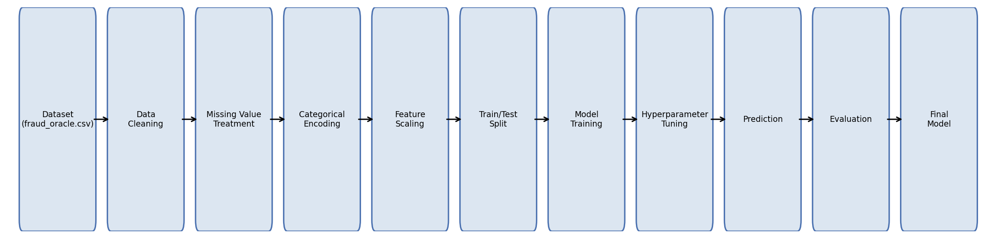 Dataset
(fraud_oracle.csv)
Data
Cleaning
Missing Value
Treatment
Categorical
Encoding
Feature
Scaling
Train/Test
Split
Model
Training
Hyperparameter
Tuning
Prediction
Evaluation
Final
Model